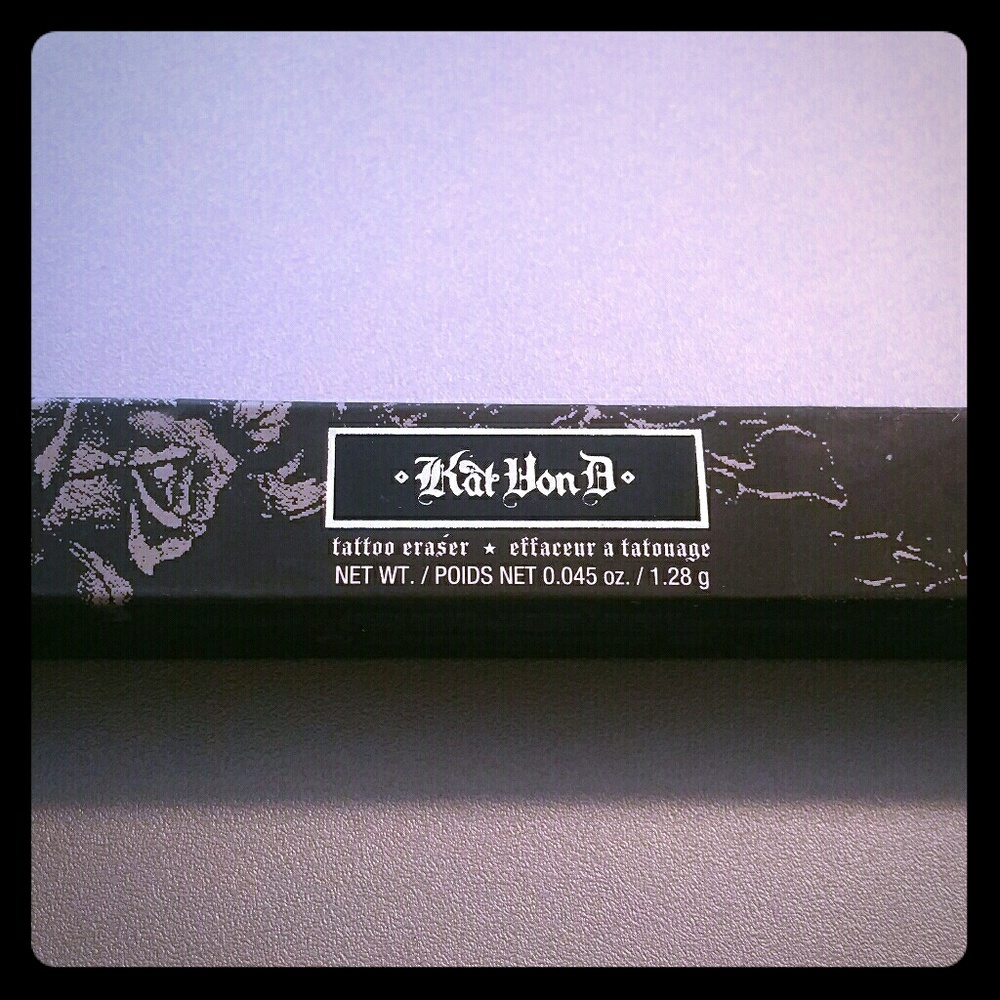 Kat Von D
tattoo eraser ★ effaceur a tatouage
NET WT. / POIDS NET 0.045 oz. / 1.28 g